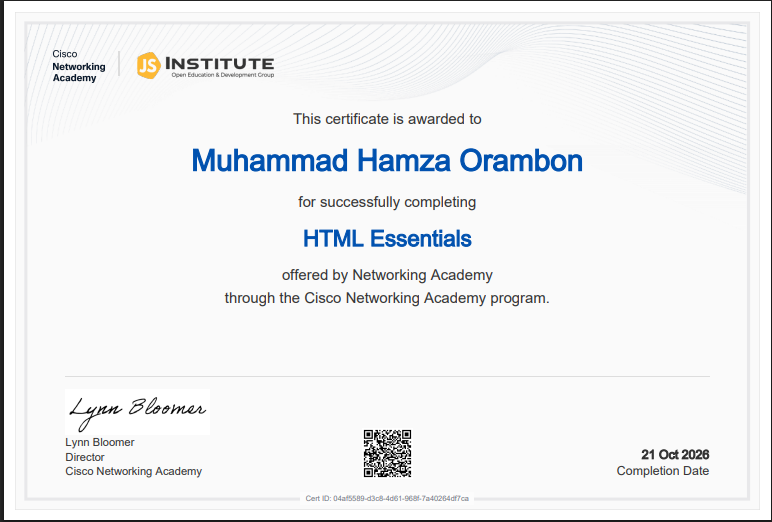 Cisco
Networking
Academy
JS INSTITUTE
Open Education & Development Group
This certificate is awarded to
Muhammad Hamza Orambon
for successfully completing
HTML Essentials
offered by Networking Academy
through the Cisco Networking Academy program.
Lynn Bloomer
Lynn Bloomer
Director
Cisco Networking Academy
21 Oct 2026
Completion Date
Cert ID: 04af5589-d3c8-4d61-968f-7a40264df7ca